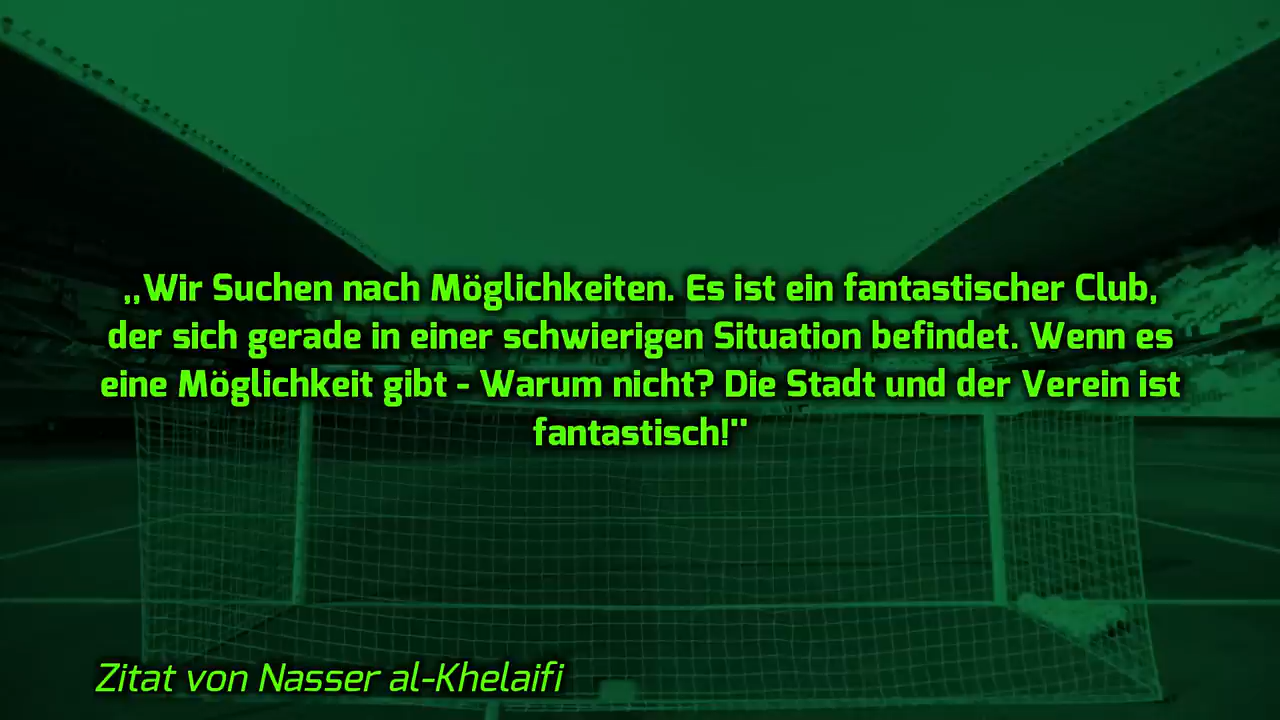 ,,Wir Suchen nach Möglichkeiten. Es ist ein fantastischer Club,
der sich gerade in einer schwierigen Situation befindet. Wenn es
eine Möglichkeit gibt - Warum nicht? Die Stadt und der Verein ist
fantastisch!"
Zitat von Nasser al-Khelaifi